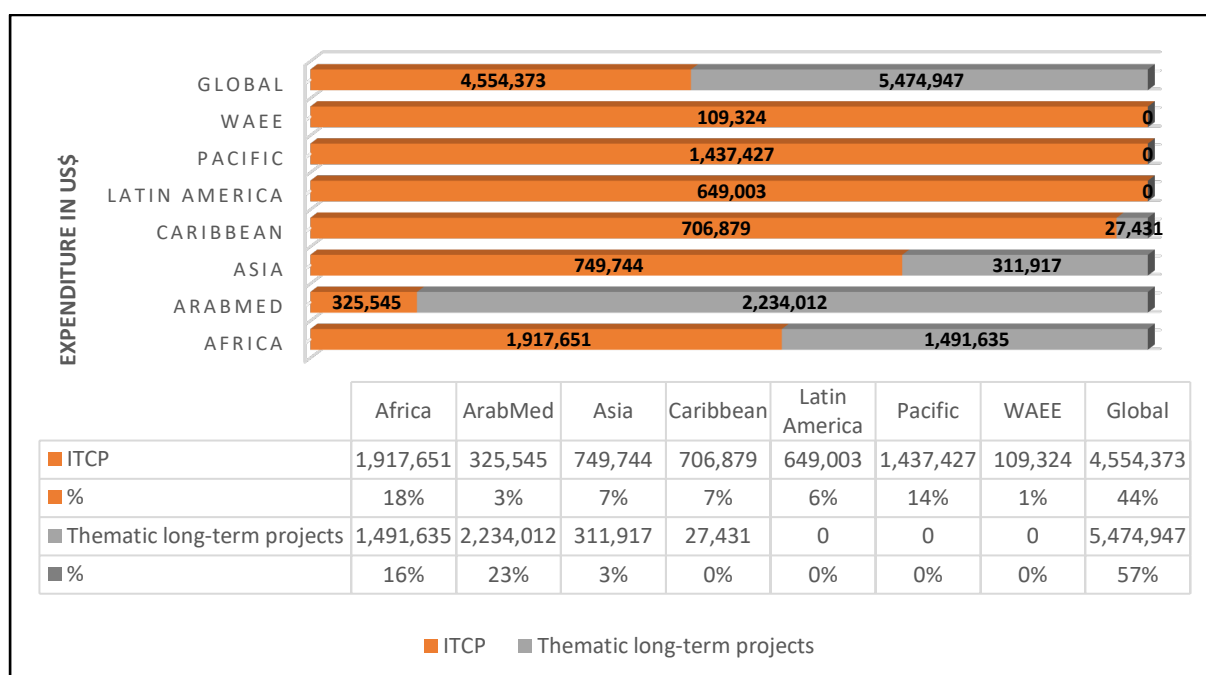 EXPENDITURE IN US$
GLOBAL 4,554,373 5,474,947
WAEE 109,324 0
PACIFIC 1,437,427 0
LATIN AMERICA 649,003 0
CARIBBEAN 706,879 27,431
ASIA 749,744 311,917
ARABMED 325,545 2,234,012
AFRICA 1,917,651 1,491,635
Africa ArabMed Asia Caribbean Latin America Pacific WAEE Global
ITCP 1,917,651 325,545 749,744 706,879 649,003 1,437,427 109,324 4,554,373
% 18% 3% 7% 7% 6% 14% 1% 44%
Thematic long-term projects 1,491,635 2,234,012 311,917 27,431 0 0 0 5,474,947
% 16% 23% 3% 0% 0% 0% 0% 57%
ITCP Thematic long-term projects